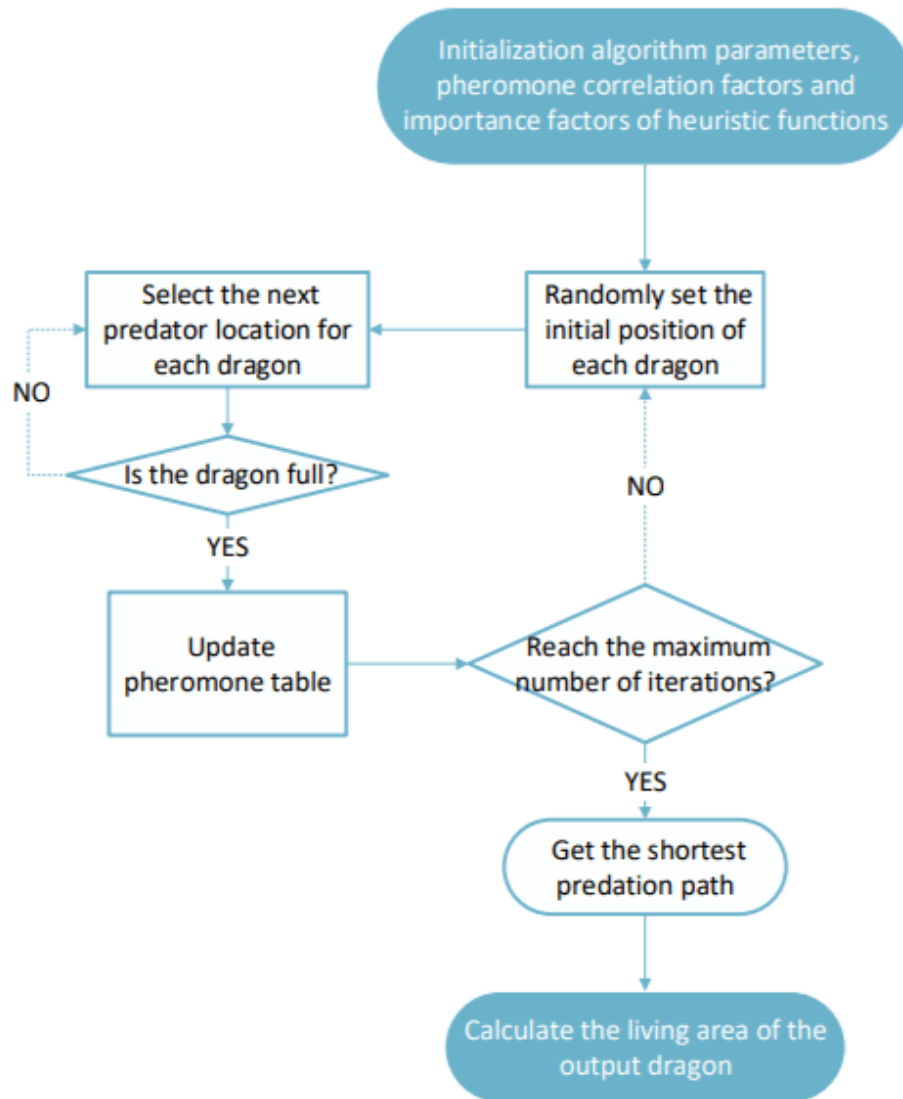 Initialization algorithm parameters,
pheromone correlation factors and
importance factors of heuristic functions
Randomly set the
initial position of
each dragon
Select the next
predator location for
each dragon
NO
Is the dragon full?
YES
Update
pheromone table
Reach the maximum
number of iterations?
NO
YES
Get the shortest
predation path
Calculate the living area of the
output dragon